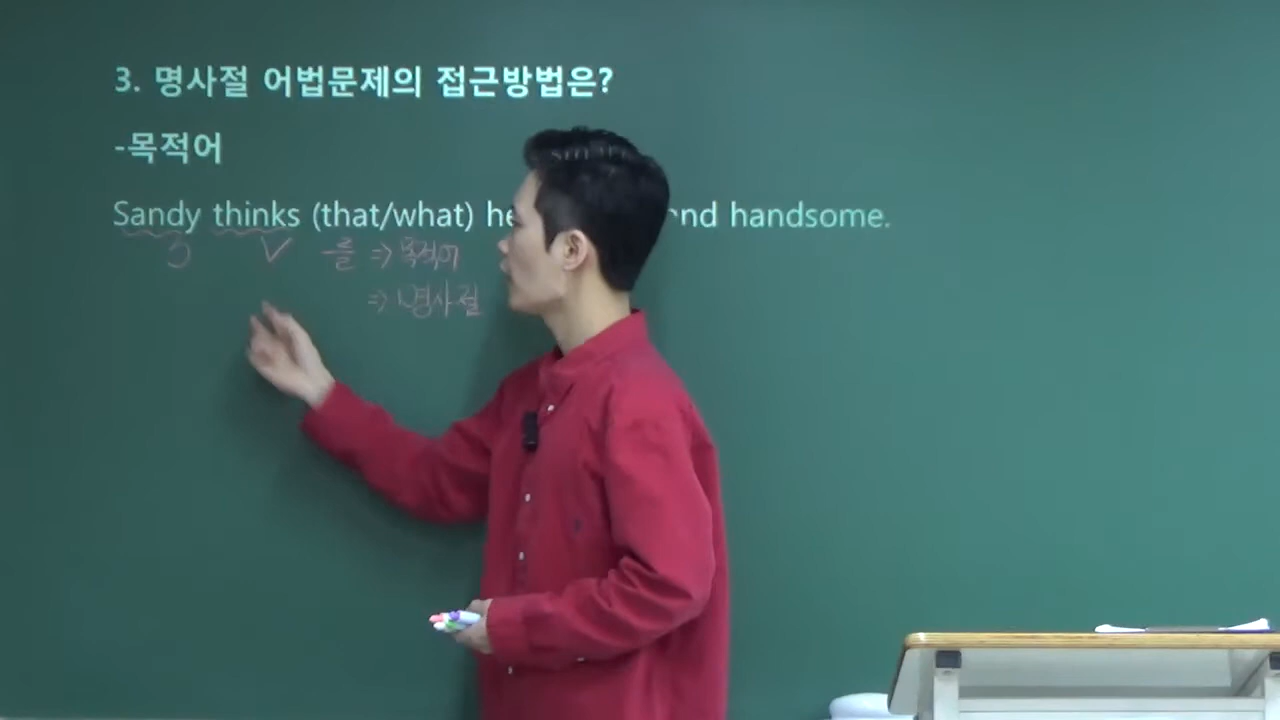 3. 명사절 어법문제의 접근방법은?
-목적어
Sandy thinks (that/what) he and handsome.
V 를 => 목적어
=> 명사절